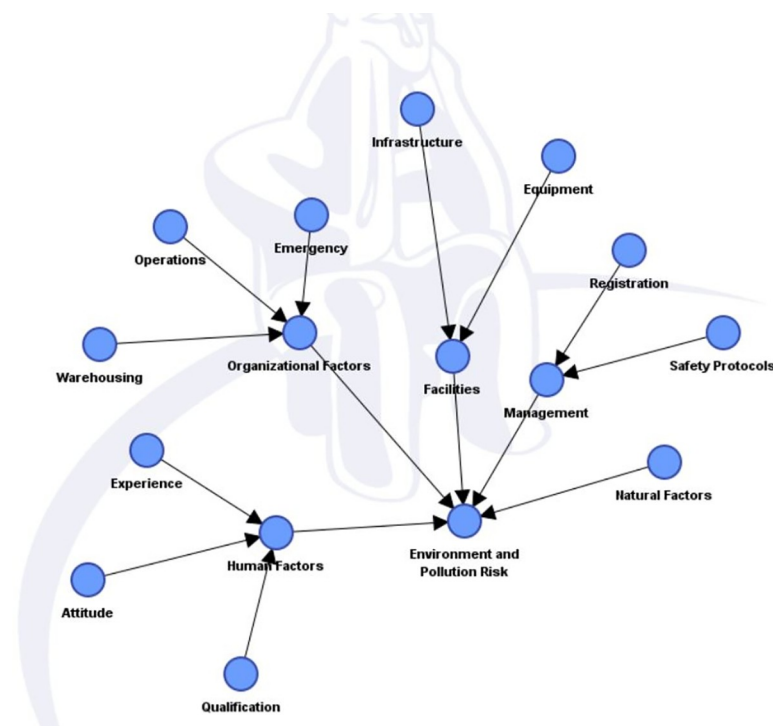 Infrastructure
Equipment
Operations
Emergency
Registration
Warehousing
Organizational Factors
Facilities
Safety Protocols
Management
Experience
Natural Factors
Human Factors
Environment and
Pollution Risk
Attitude
Qualification